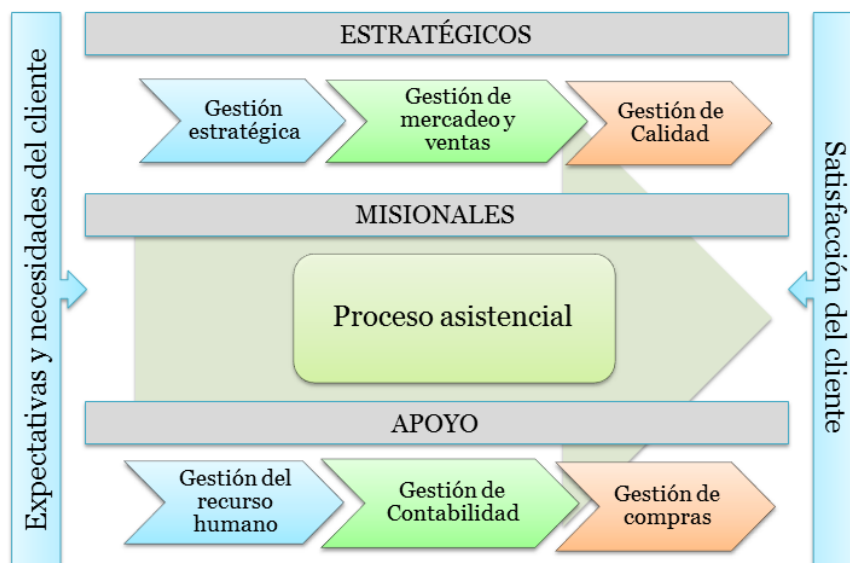 Expectativas y necesidades del cliente
ESTRATÉGICOS
Gestión
estratégica
Gestión de
mercadeo y
ventas
Gestión de
Calidad
MISIONALES
Proceso asistencial
APOYO
Gestión del
recurso
humano
Gestión de
Contabilidad
Gestión de
compras
Satisfacción del cliente